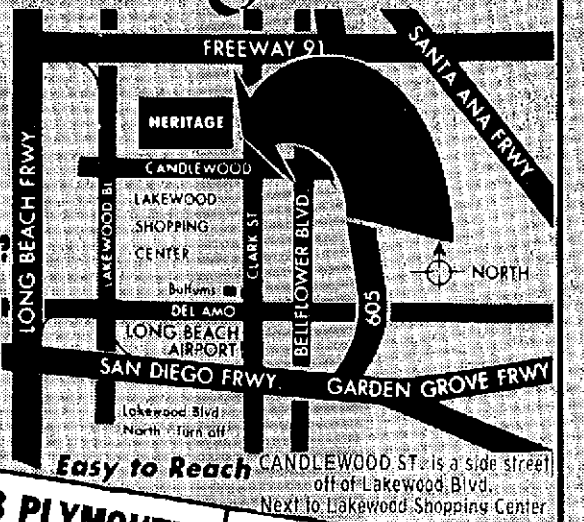 FREEWAY 91
SANTA ANA FRWY
HERITAGE
CANDLEWOOD
LONG BEACH FRWY
LAKEWOOD BL
LAKEWOOD
SHOPPING
CENTER
CLARK ST
BELLFLOWER BLVD.
NORTH
Buffums
605
DEL AMO
LONG BEACH
AIRPORT
SAN DIEGO FRWY.
GARDEN GROVE FRWY
Lakewood Blvd
North Turn off
Easy to Reach
CANDLEWOOD ST. is a side street
off of Lakewood Blvd.
Next to Lakewood Shopping Center
PLYMOUTH